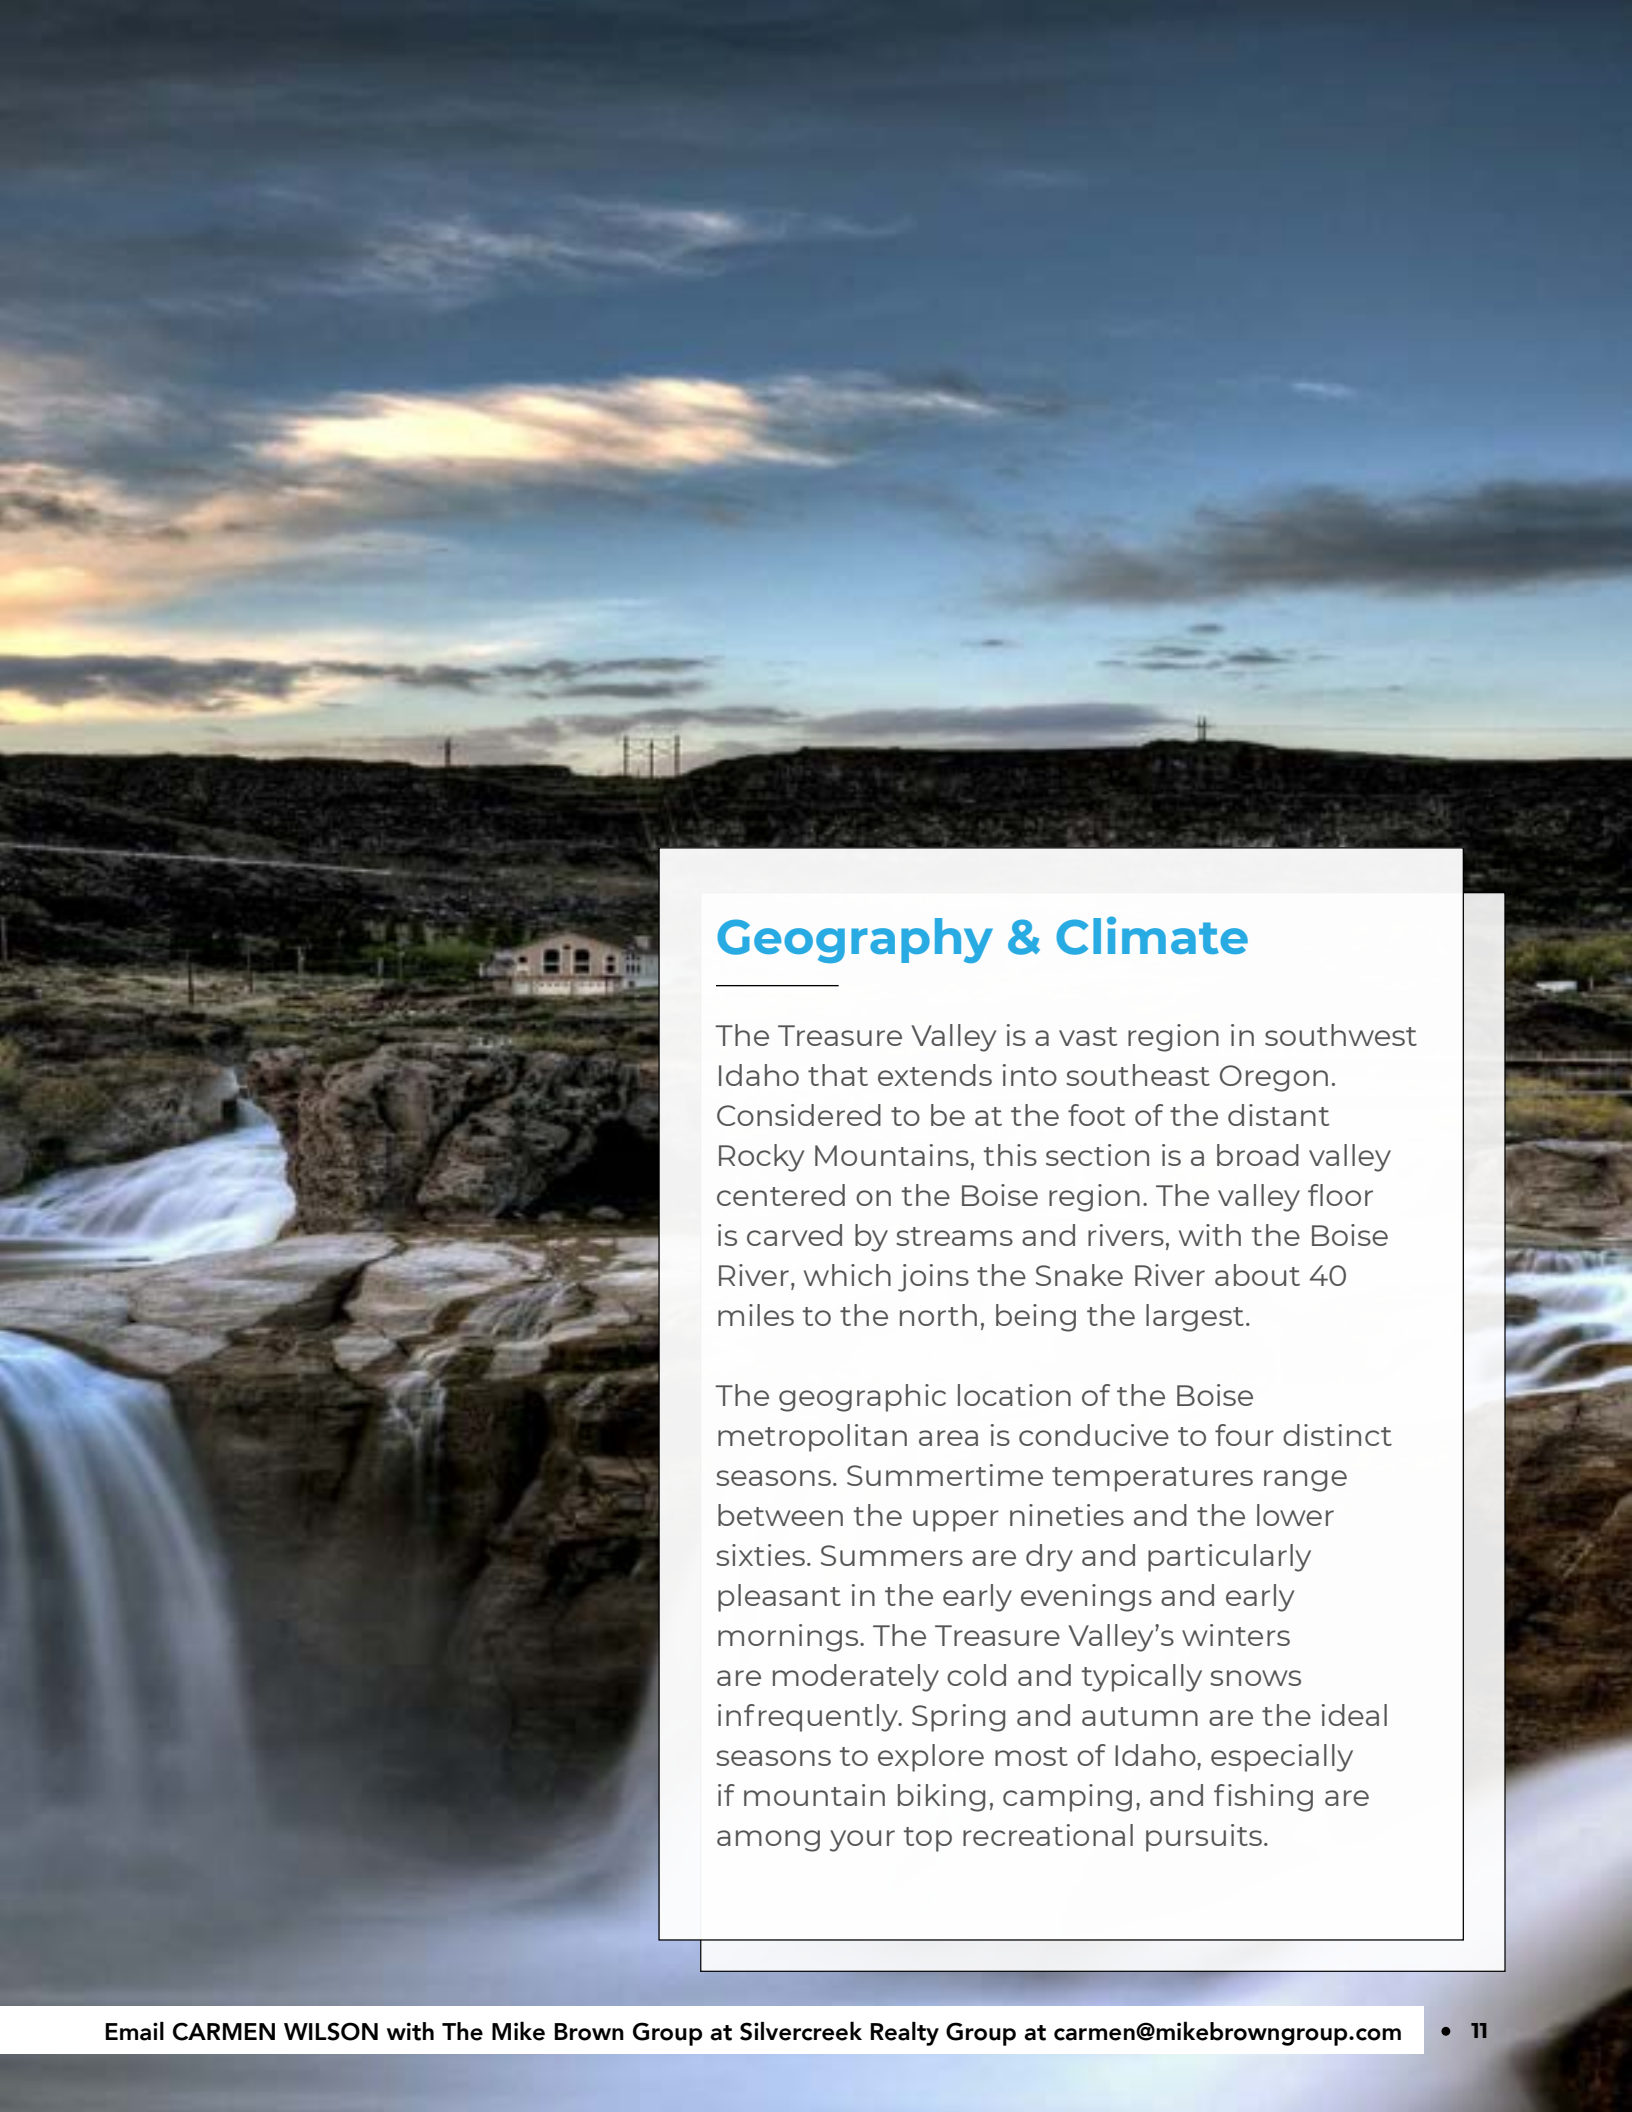 Geography & Climate
The Treasure Valley is a vast region in southwest
Idaho that extends into southeast Oregon.
Considered to be at the foot of the distant
Rocky Mountains, this section is a broad valley
centered on the Boise region. The valley floor
is carved by streams and rivers, with the Boise
River, which joins the Snake River about 40
miles to the north, being the largest.
The geographic location of the Boise
metropolitan area is conducive to four distinct
seasons. Summertime temperatures range
between the upper nineties and the lower
sixties. Summers are dry and particularly
pleasant in the early evenings and early
mornings. The Treasure Valley’s winters
are moderately cold and typically snows
infrequently. Spring and autumn are the ideal
seasons to explore most of Idaho, especially
if mountain biking, camping, and fishing are
among your top recreational pursuits.
Email CARMEN WILSON with The Mike Brown Group at Silvercreek Realty Group at carmen@mikebrowngroup.com • 11